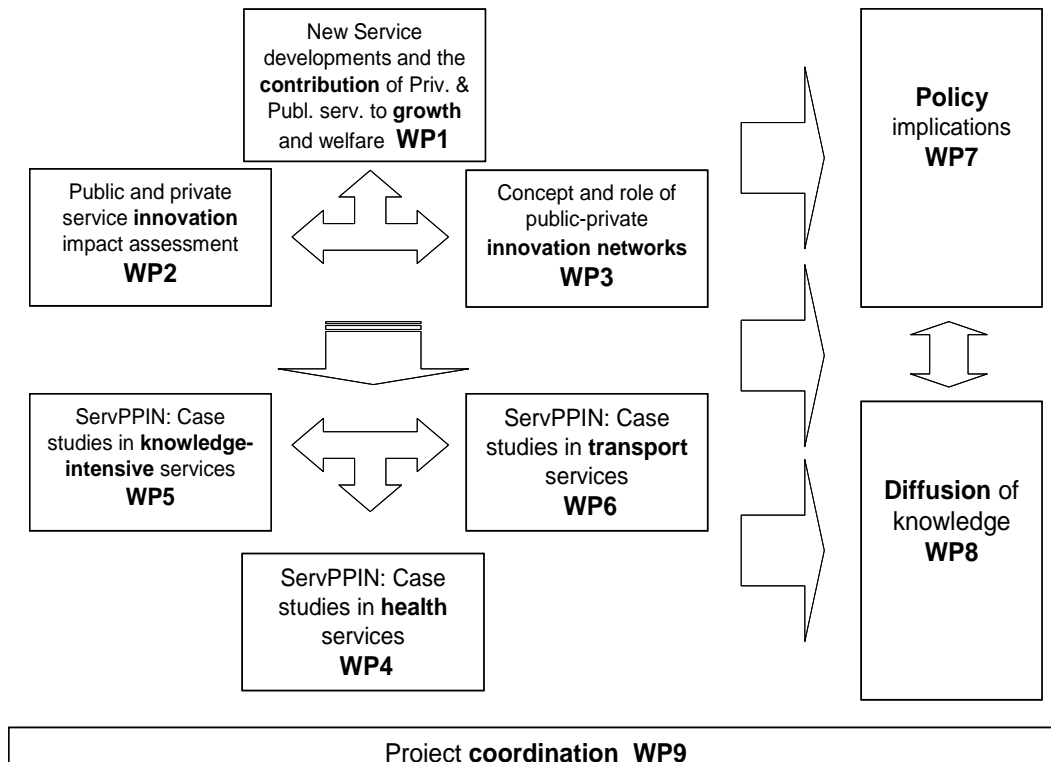 New Service
developments and the
contribution of Priv. &
Publ. serv. to growth
and welfare WP1
Public and private
service innovation
impact assessment
WP2
Concept and role of
public-private
innovation networks
WP3
ServPPIN: Case
studies in knowledge-
intensive services
WP5
ServPPIN: Case
studies in transport
services
WP6
ServPPIN: Case
studies in health
services
WP4
Policy
implications
WP7
Diffusion of
knowledge
WP8
Project coordination WP9